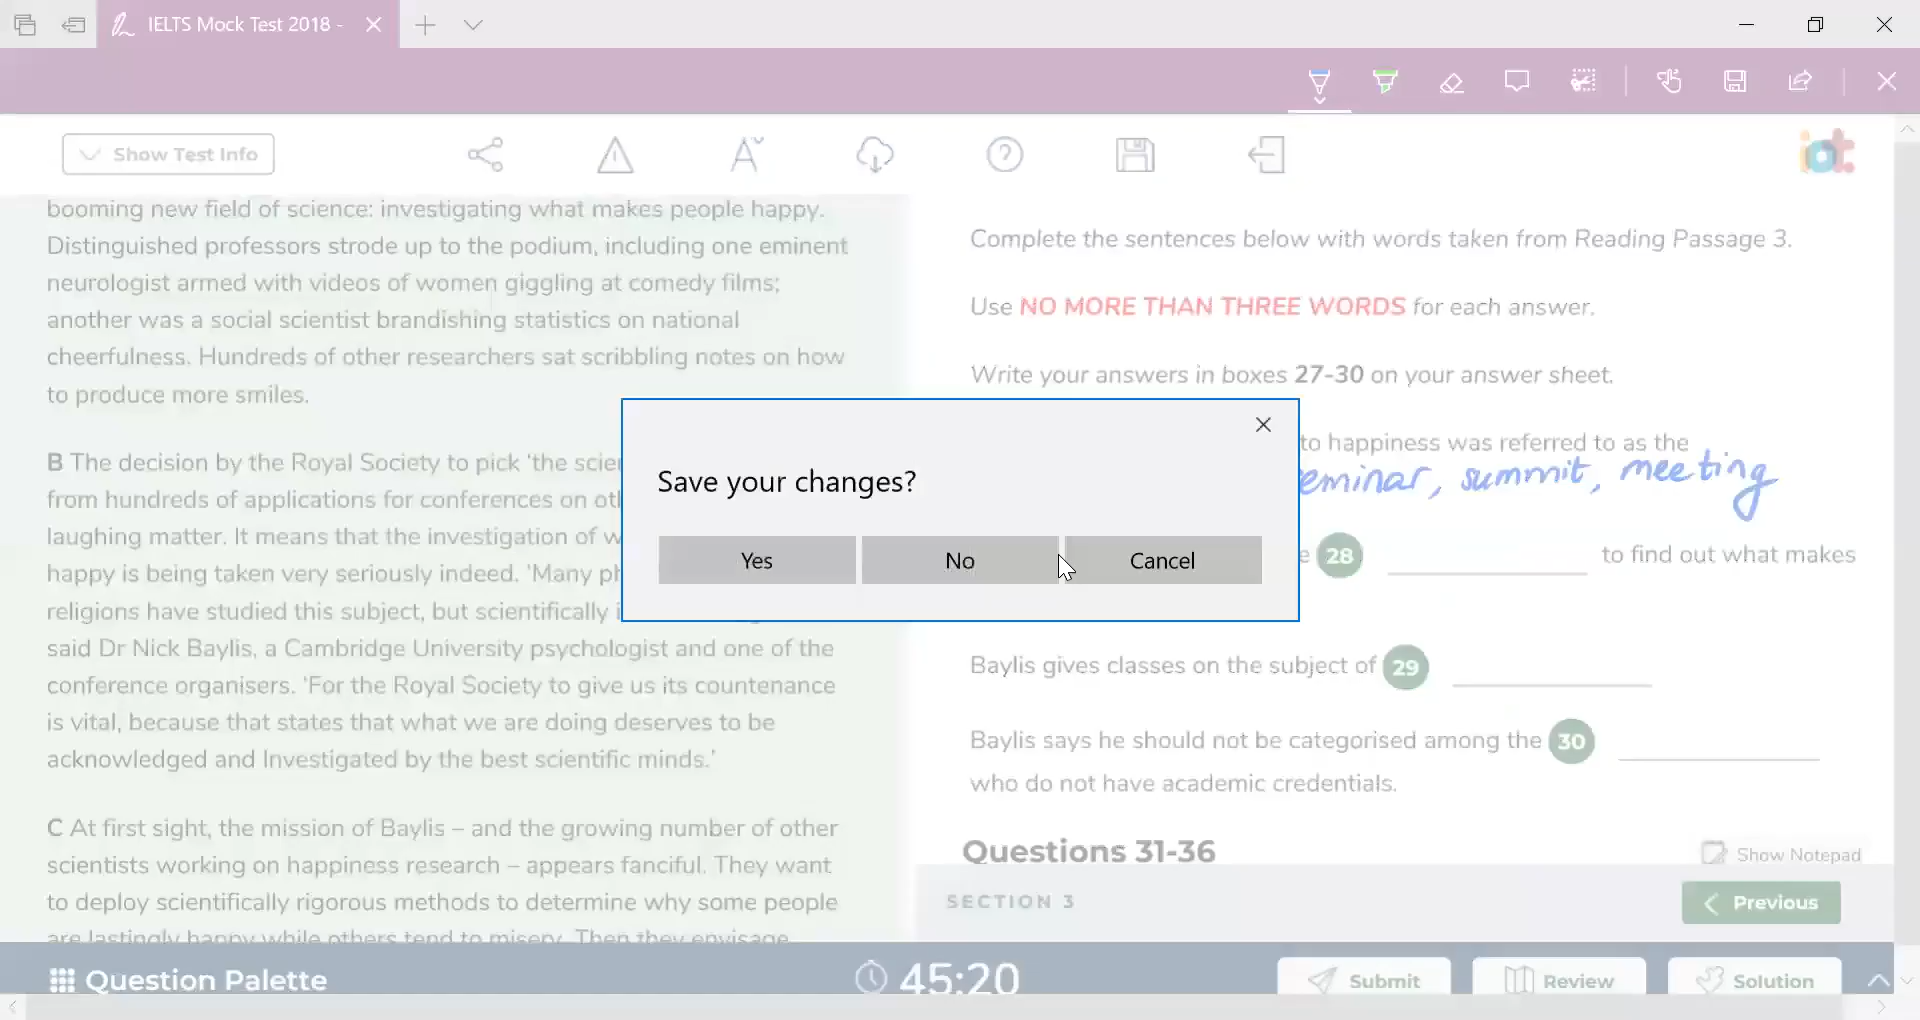 IELTS Mock Test 2018 -
Show Test Info
iot
booming new field of science: investigating what makes people happy.
Distinguished professors strode up to the podium, including one eminent
neurologist armed with videos of women giggling at comedy films;
another was a social scientist brandishing statistics on national
cheerfulness. Hundreds of other researchers sat scribbling notes on how
to produce more smiles.
B The decision by the Royal Society to pick 'the scie
from hundreds of applications for conferences on ot
laughing matter. It means that the investigation of w
happy is being taken very seriously indeed. 'Many ph
religions have studied this subject, but scientifically i
said Dr Nick Baylis, a Cambridge University psychologist and one of the
conference organisers. 'For the Royal Society to give us its countenance
is vital, because that states that what we are doing deserves to be
acknowledged and Investigated by the best scientific minds.'
C At first sight, the mission of Baylis – and the growing number of other
scientists working on happiness research – appears fanciful. They want
to deploy scientifically rigorous methods to determine why some people
are lastingly happy while others tend to misery. Then they envisage
Complete the sentences below with words taken from Reading Passage 3.
Use NO MORE THAN THREE WORDS for each answer.
Write your answers in boxes 27-30 on your answer sheet.
to happiness was referred to as the
eminar, summit, meeting
e 28 to find out what makes
Baylis gives classes on the subject of 29
Baylis says he should not be categorised among the 30
who do not have academic credentials.
Questions 31-36
Show Notepad
SECTION 3
Previous
Save your changes?
Yes
No
Cancel
Question Palette
45:20
Submit
Review
Solution